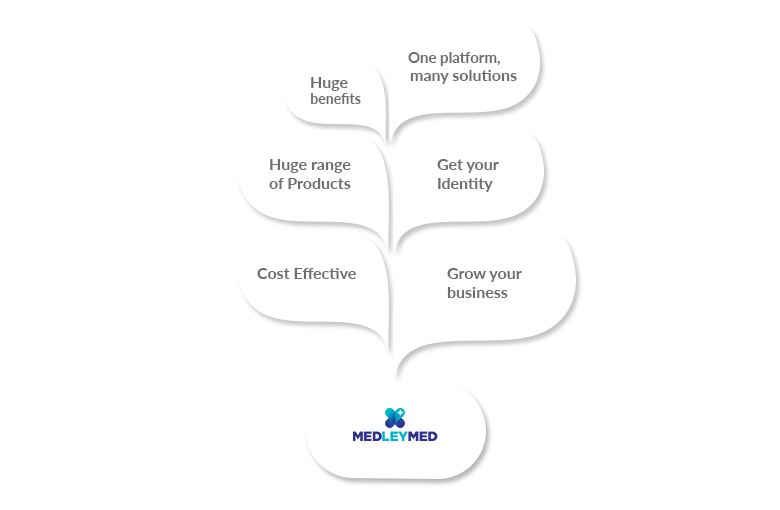 One platform,
many solutions
Huge
benefits
Huge range
of Products
Get your
Identity
Cost Effective
Grow your
business
MEDLEYMED